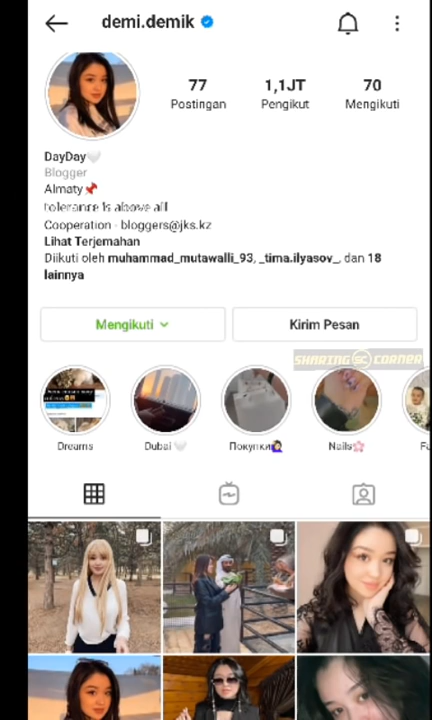 demi.demik
77
1,1JT
70
Postingan
Pengikut
Mengikuti
DayDay🤍
Blogger
Almaty📌
tolerance is above all
Cooperation - bloggers@jks.kz
Lihat Terjemahan
Diikuti oleh muhammad_mutawalli_93, _tima.ilyasov_, dan 18
lainnya
Mengikuti
Kirim Pesan
SHARING SC CORNER
Dreams
Dubai🤍
Покупки🙋🏻‍♀️
Nails🌸